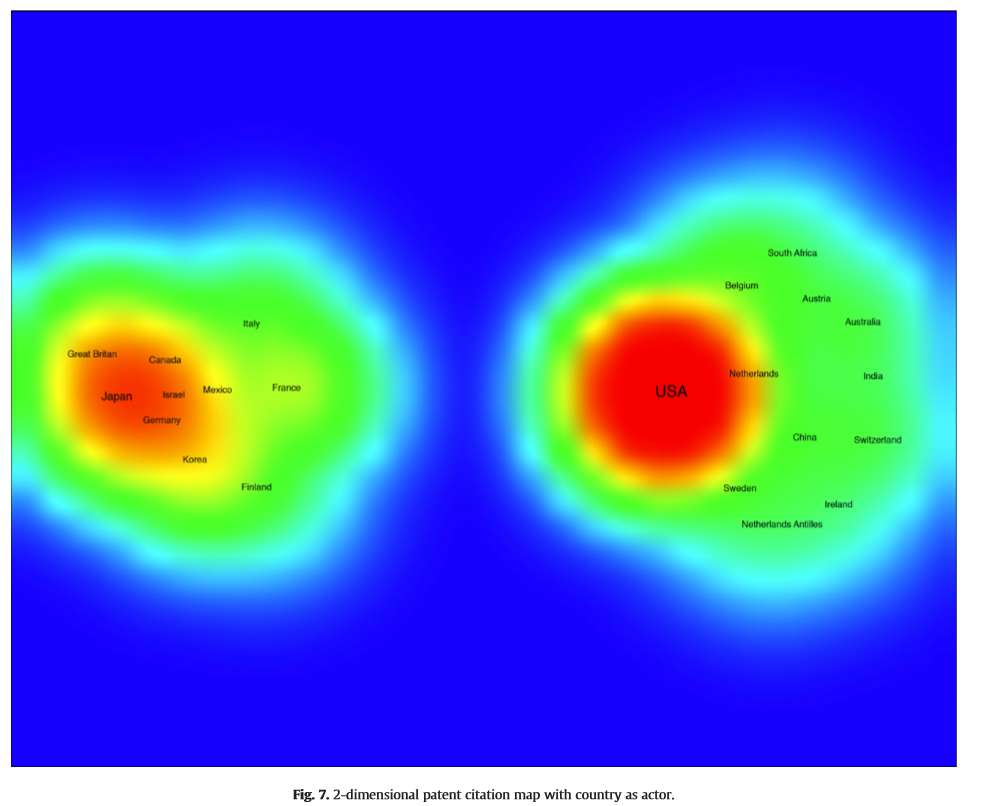 South Africa
Belgium
Austria
Australia
Italy
Great Britan
Canada
Netherlands
India
Mexico
France
Israel
Japan
USA
Germany
China
Switzerland
Korea
Finland
Sweden
Ireland
Netherlands Antilles
Fig. 7. 2-dimensional patent citation map with country as actor.